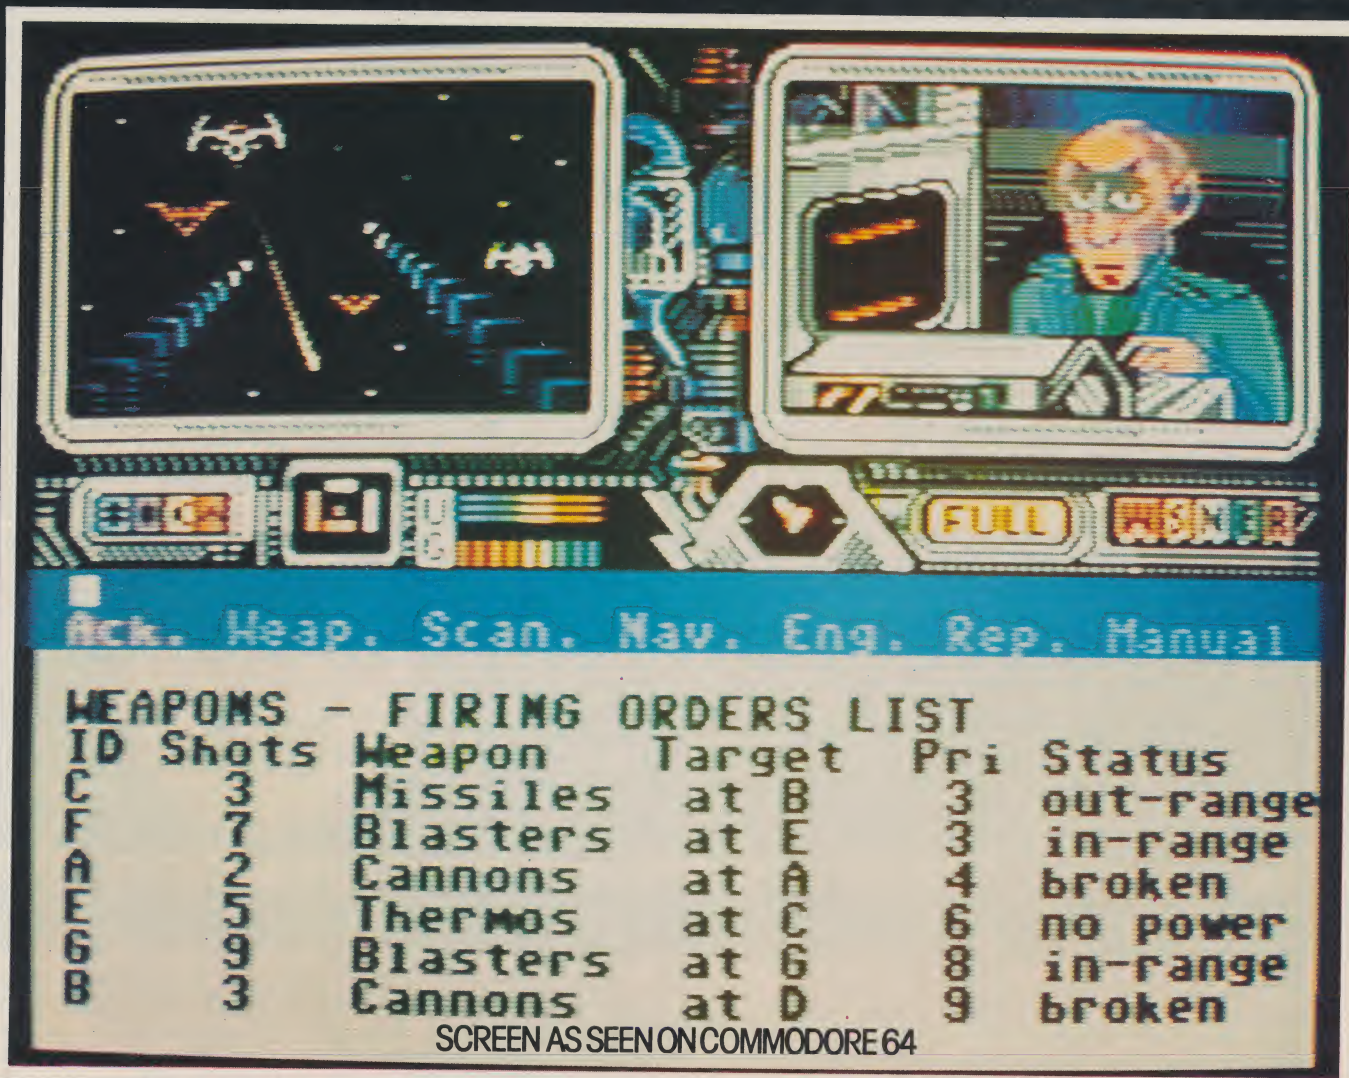 FULL
Ack. Weap. Scan. Nav. Eng. Rep. Manual
WEAPONS - FIRING ORDERS LIST
ID Shots Weapon Target Pri Status
C 3 Missiles at B 3 out-range
F 7 Blasters at E 3 in-range
A 2 Cannons at A 4 broken
E 5 Thermos at C 6 no power
G 9 Blasters at G 8 in-range
B 3 Cannons at D 9 broken
SCREEN AS SEEN ON COMMODORE 64